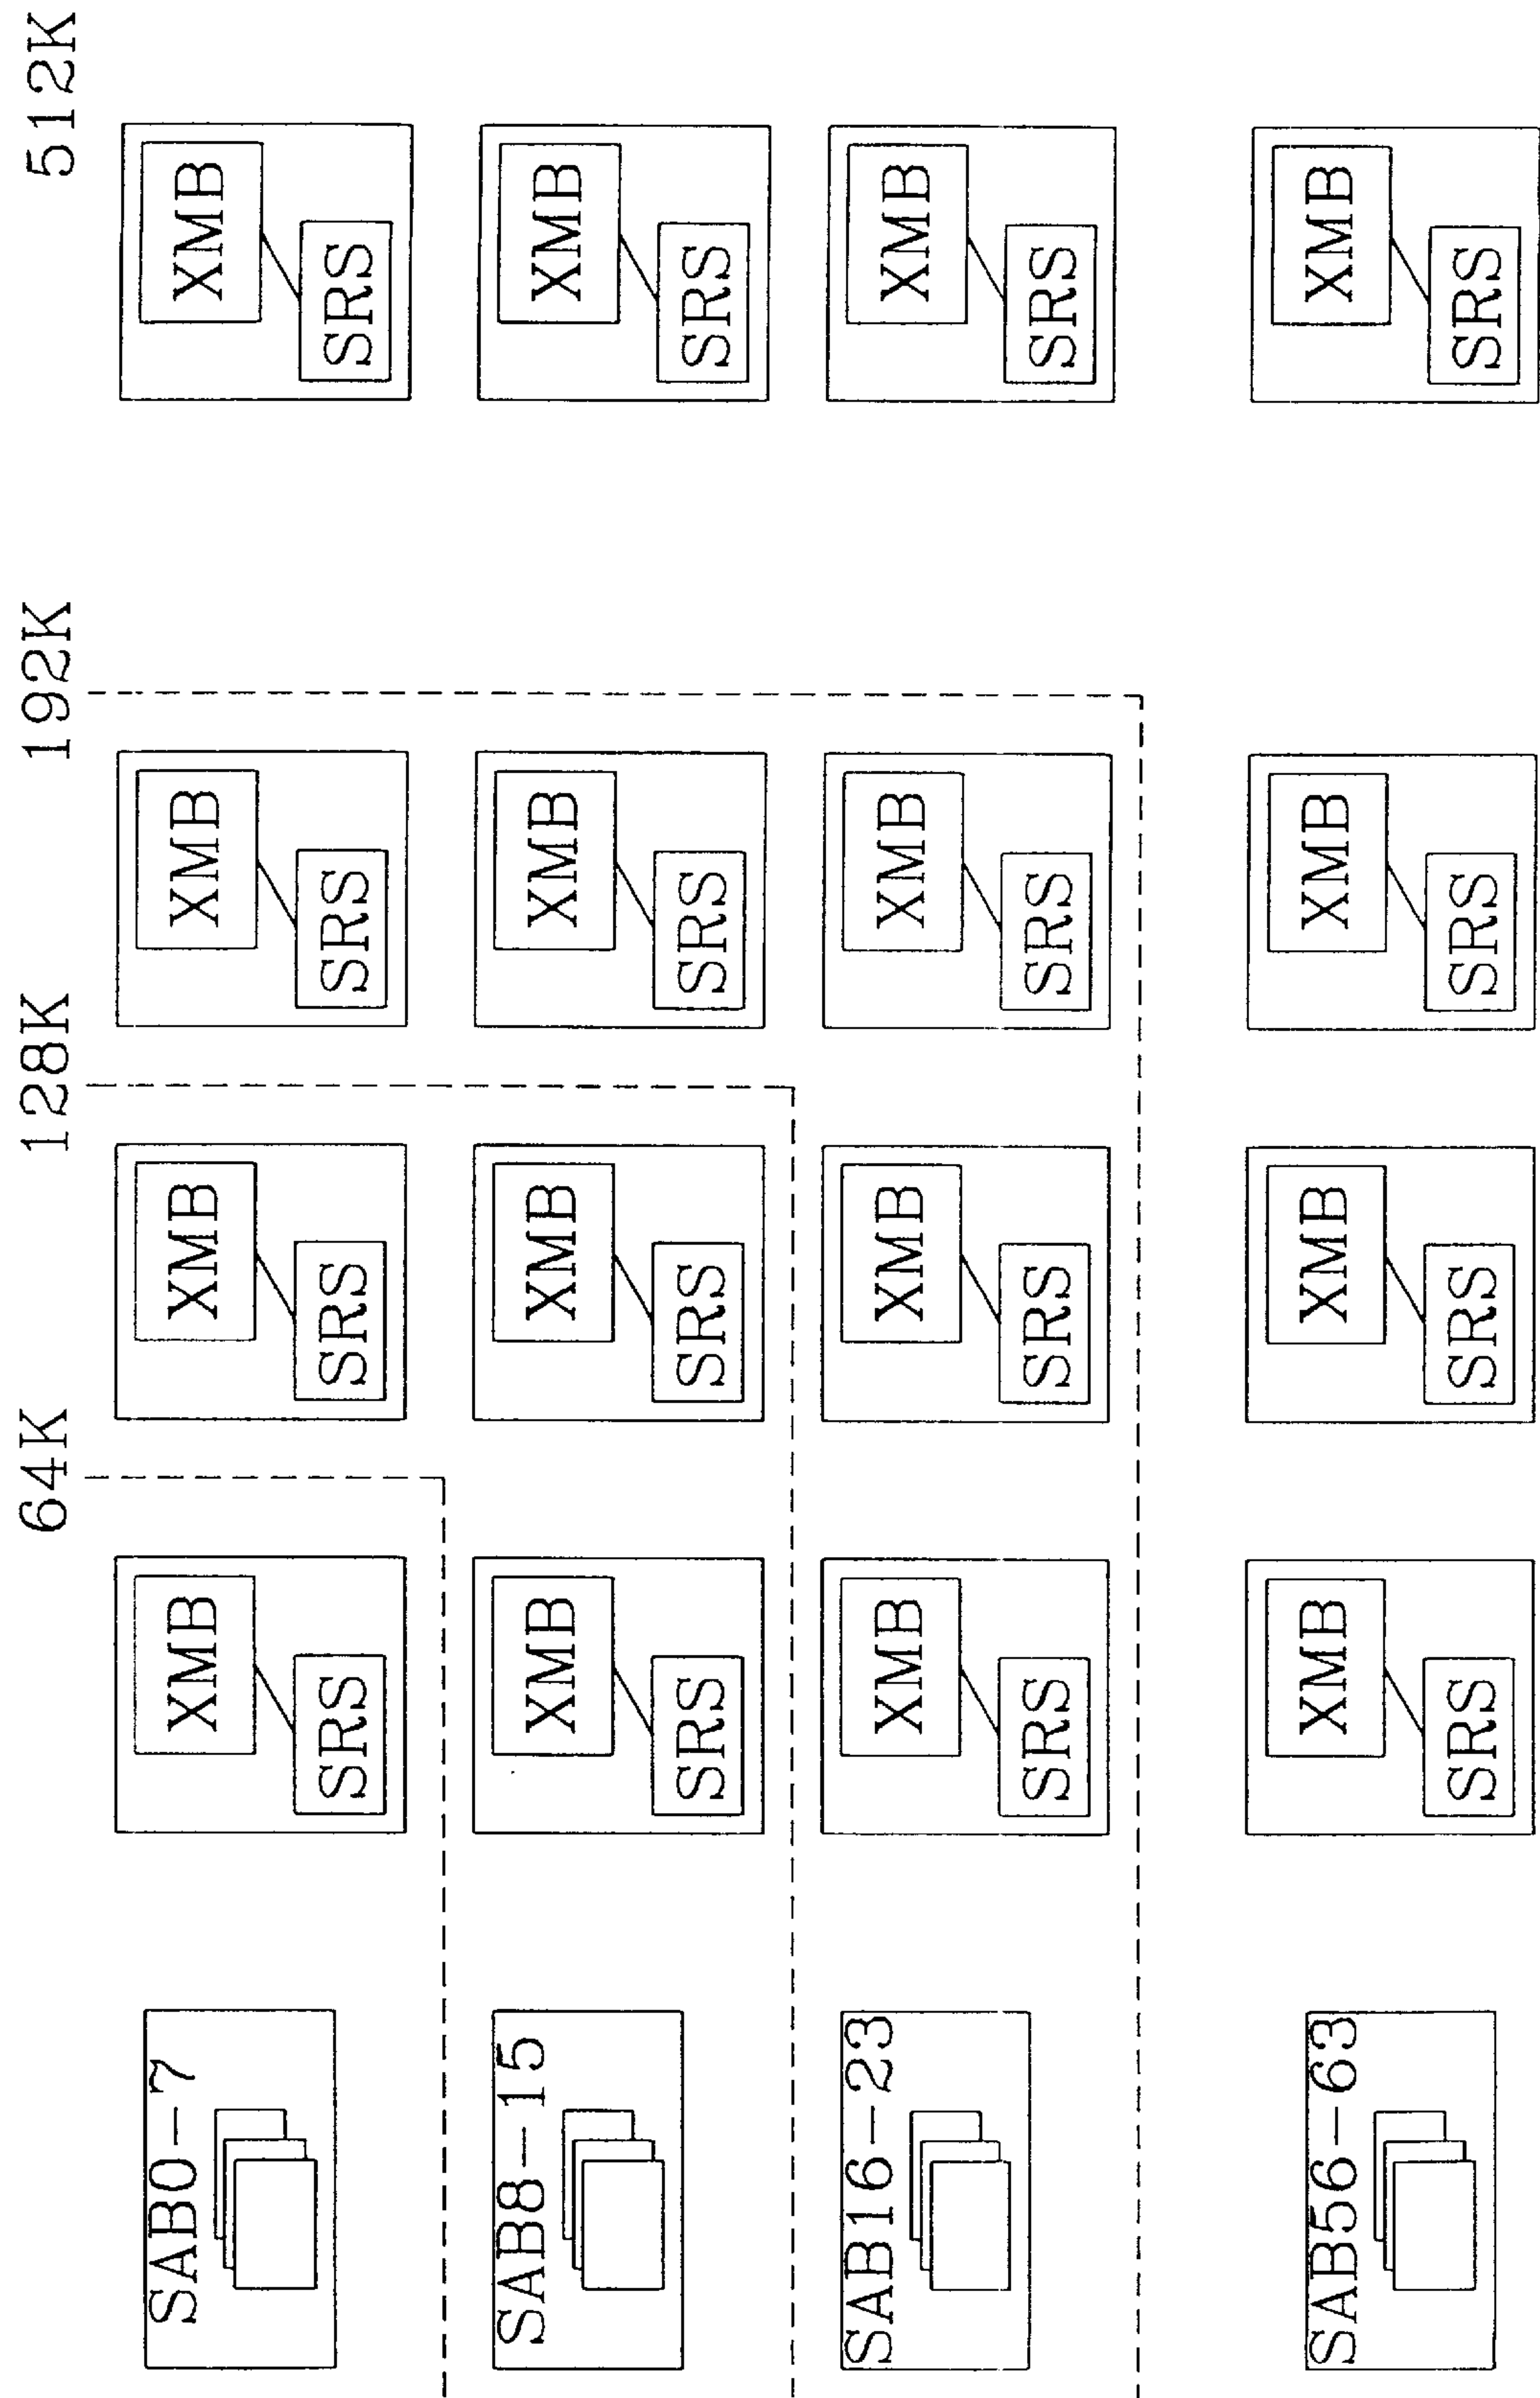 64K 128K 192K 512K
SAB0-7 XMB XMB XMB XMB
SRS SRS SRS SRS
SAB8-15 XMB XMB XMB XMB
SRS SRS SRS SRS
SAB16-23 XMB XMB XMB XMB
SRS SRS SRS SRS
SAB56-63 XMB XMB XMB XMB
SRS SRS SRS SRS